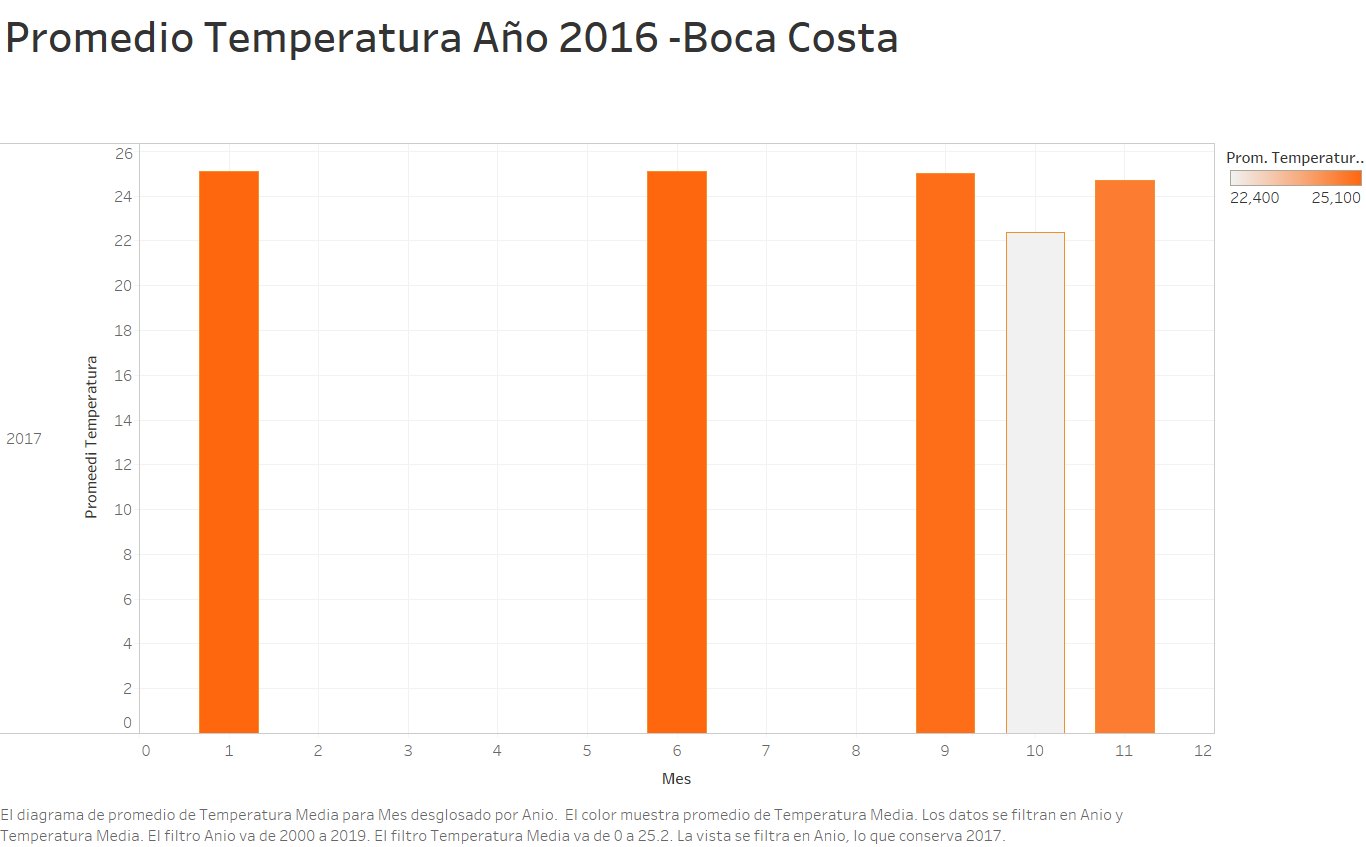 Promedio Temperatura Año 2016 -Boca Costa
Prom. Temperatur..
22,400 25,100
2017
Promeedi Temperatura
26
24
22
20
18
16
14
12
10
8
6
4
2
0
0 1 2 3 4 5 6 7 8 9 10 11 12
Mes
El diagrama de promedio de Temperatura Media para Mes desglosado por Anio.  El color muestra promedio de Temperatura Media. Los datos se filtran en Anio y
Temperatura Media. El filtro Anio va de 2000 a 2019. El filtro Temperatura Media va de 0 a 25.2. La vista se filtra en Anio, lo que conserva 2017.